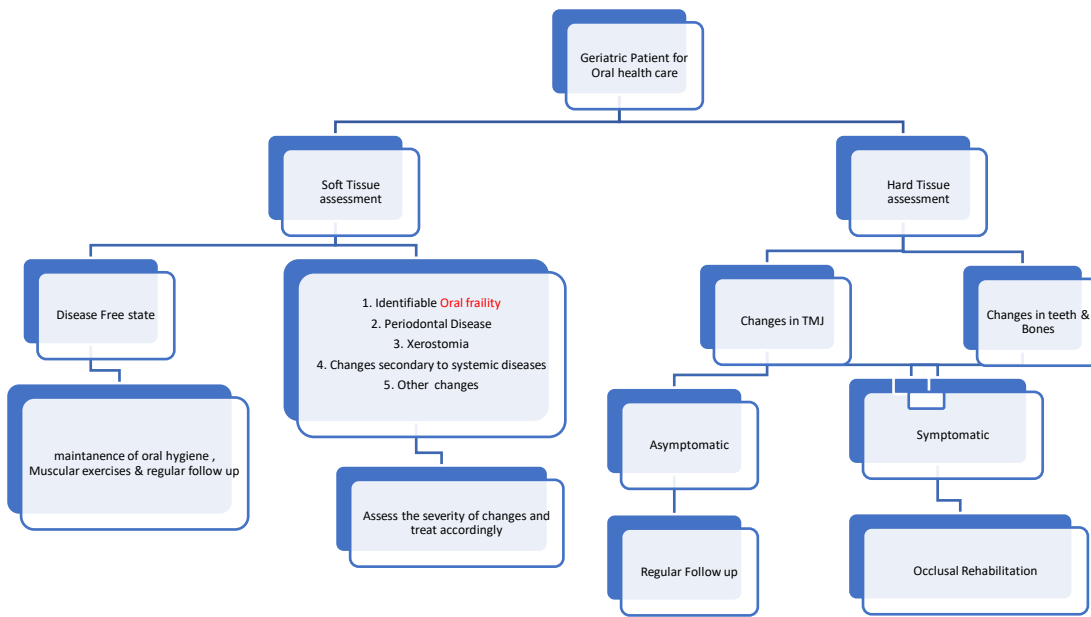 Geriatric Patient for
Oral health care
Soft Tissue
assessment
Hard Tissue
assessment
Disease Free state
1. Identifiable Oral fraility
2. Periodontal Disease
3. Xerostomia
4. Changes secondary to systemic diseases
5. Other changes
Changes in TMJ
Changes in teeth &
Bones
maintanence of oral hygiene ,
Muscular exercises & regular follow up
Assess the severity of changes and
treat accordingly
Asymptomatic
Symptomatic
Regular Follow up
Occlusal Rehabilitation